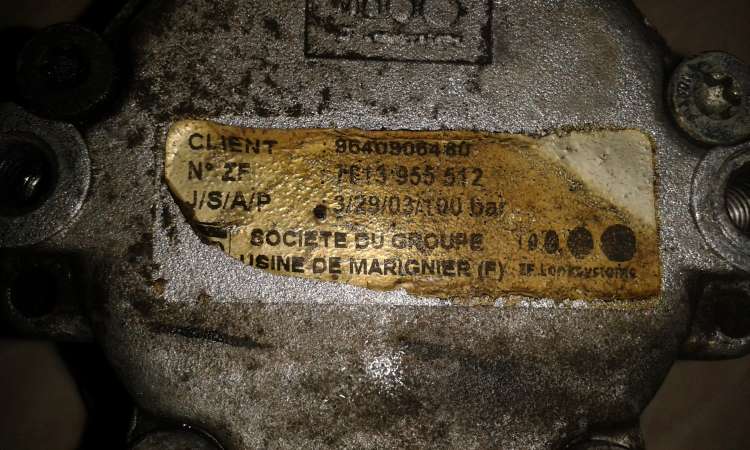 CLIENT : 9640906480
N° ZF : 7613 955 512
J/S/A/P : 3/29/03/100 bar
SOCIETE DU GROUPE
USINE DE MARIGNIER (F) ZF Lenksysteme